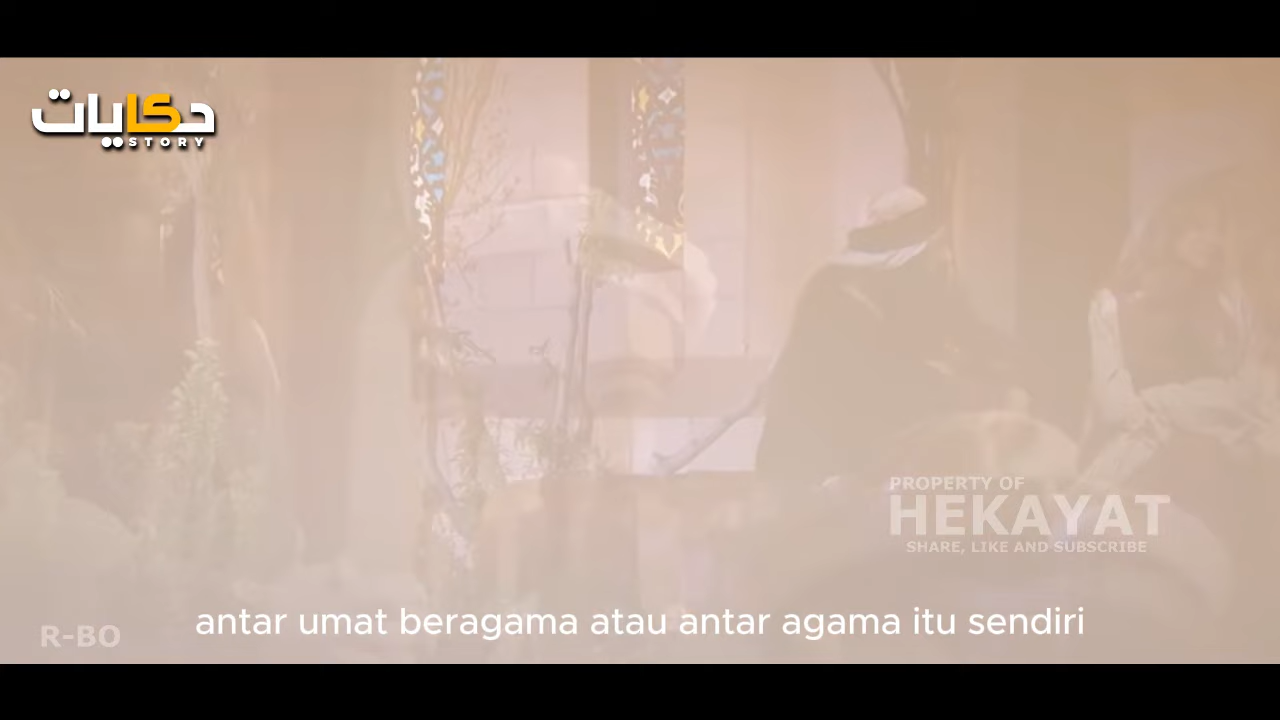 حكايات
STORY
PROPERTY OF
HEKAYAT
SHARE, LIKE AND SUBSCRIBE
antar umat beragama atau antar agama itu sendiri
R-BO